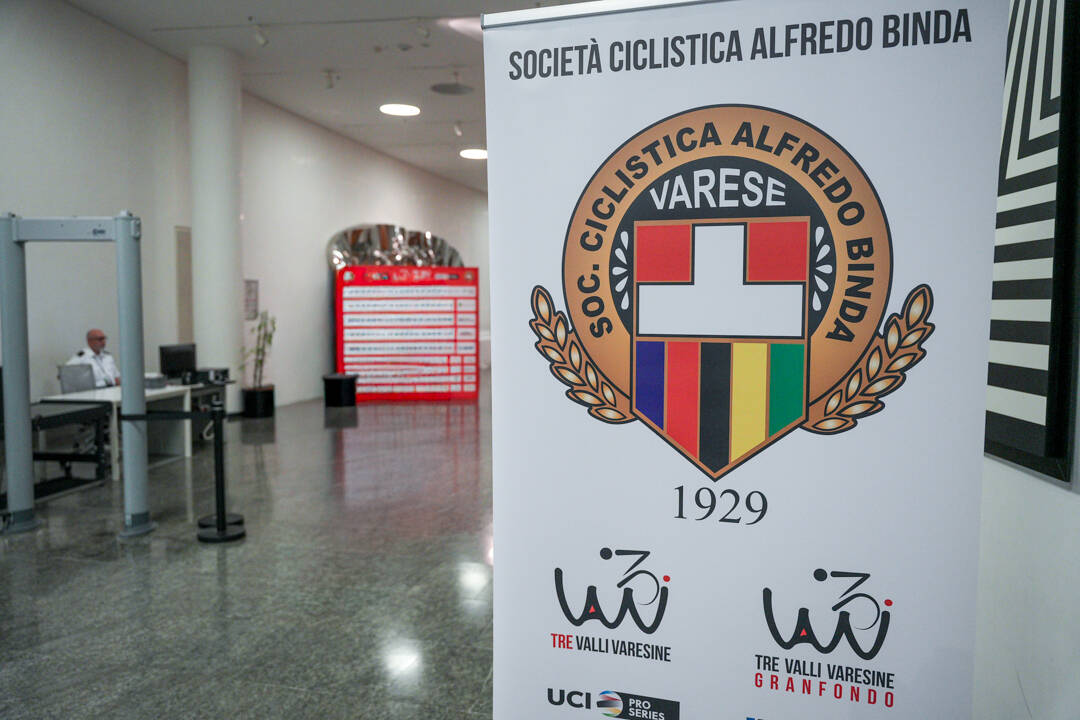 SOCIETÀ CICLISTICA ALFREDO BINDA
SOC. CICLISTICA ALFREDO BINDA
VARESE
1929
TRE VALLI VARESINE
TRE VALLI VARESINE
GRANFONDO
UCI PRO
SERIES